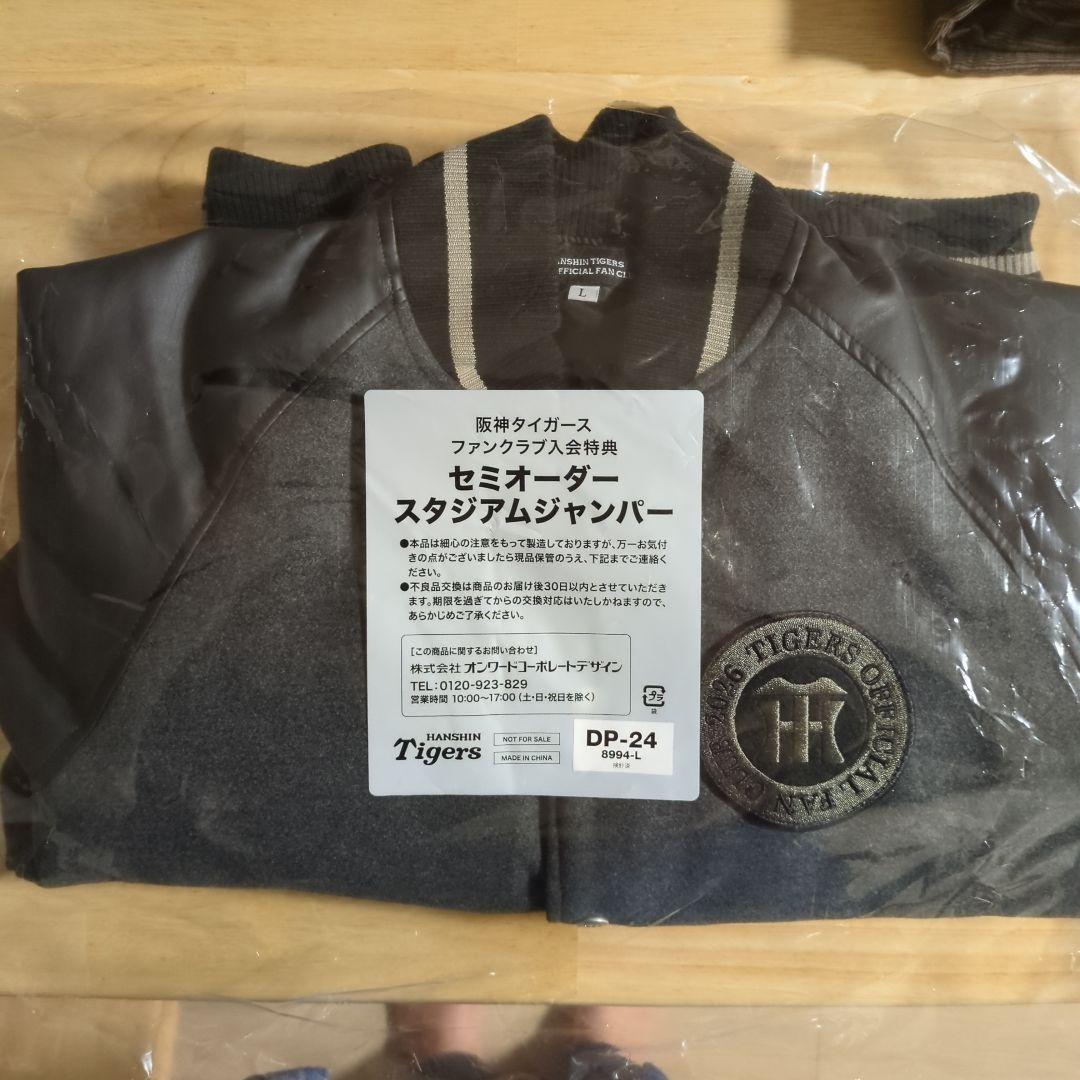 NSHIN TIGERS
FFICIAL FAN CL
L
阪神タイガース
ファンクラブ入会特典
セミオーダー
スタジアムジャンパー
●本品は細心の注意をもって製造しておりますが、万一お気付
きの点がございましたら現品保管のうえ、下記までご連絡く
ださい。
●不良品交換は商品のお届け後30日以内とさせていただき
ます。期限を過ぎてからの交換対応はいたしかねますので、
あらかじめご了承ください。
[この商品に関するお問い合わせ]
株式会社 オンワードコーポレートデザイン
TEL:0120-923-829
営業時間 10:00~17:00 (土・日・祝日を除く)
プラ
袋
HANSHIN
Tigers
NOT FOR SALE
MADE IN CHINA
DP-24
8994-L
検針済
2026 TIGERS OFFICIAL FAN CLUB
HT